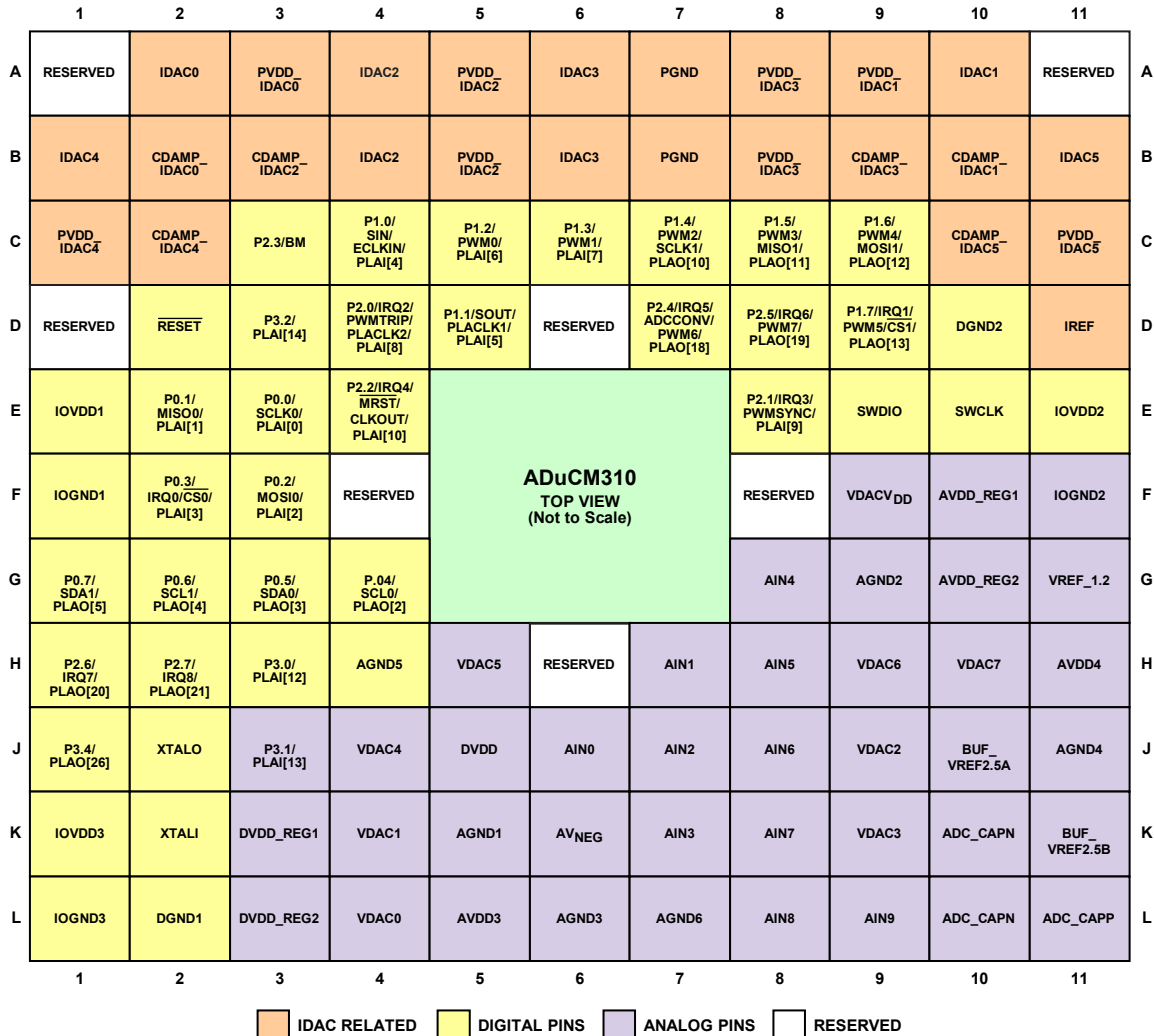 1 2 3 4 5 6 7 8 9 10 11
A RESERVED IDAC0 PVDD_ IDAC0 IDAC2 PVDD_ IDAC2 IDAC3 PGND PVDD_ IDAC3 PVDD_ IDAC1 IDAC1 RESERVED A
B IDAC4 CDAMP_ IDAC0 CDAMP_ IDAC2 IDAC2 PVDD_ IDAC2 IDAC3 PGND PVDD_ IDAC3 CDAMP_ IDAC3 CDAMP_ IDAC1 IDAC5 B
C PVDD_ IDAC4 CDAMP_ IDAC4 P2.3/BM P1.0/ SIN/ ECLKIN/ PLAI[4] P1.2/ PWM0/ PLAI[6] P1.3/ PWM1/ PLAI[7] P1.4/ PWM2/ SCLK1/ PLAO[10] P1.5/ PWM3/ MISO1/ PLAO[11] P1.6/ PWM4/ MOSI1/ PLAO[12] CDAMP_ IDAC5 PVDD_ IDAC5 C
D RESERVED RESET P3.2/ PLAI[14] P2.0/IRQ2/ PWMTRIP/ PLACLK2/ PLAI[8] P1.1/SOUT/ PLACLK1/ PLAI[5] RESERVED P2.4/IRQ5/ ADCCONV/ PWM6/ PLAO[18] P2.5/IRQ6/ PWM7/ PLAO[19] P1.7/IRQ1/ PWM5/CS1/ PLAO[13] DGND2 IREF D
E IOVDD1 P0.1/ MISO0/ PLAI[1] P0.0/ SCLK0/ PLAI[0] P2.2/IRQ4/ MRST/ CLKOUT/ PLAI[10] P2.1/IRQ3/ PWMSYNC/ PLAI[9] SWDIO SWCLK IOVDD2 E
ADuCM310
TOP VIEW
(Not to Scale)
F IOGND1 P0.3/ IRQ0/CS0/ PLAI[3] P0.2/ MOSI0/ PLAI[2] RESERVED RESERVED VDACVDD AVDD_REG1 IOGND2 F
G P0.7/ SDA1/ PLAO[5] P0.6/ SCL1/ PLAO[4] P0.5/ SDA0/ PLAO[3] P.04/ SCL0/ PLAO[2] AIN4 AGND2 AVDD_REG2 VREF_1.2 G
H P2.6/ IRQ7/ PLAO[20] P2.7/ IRQ8/ PLAO[21] P3.0/ PLAI[12] AGND5 VDAC5 RESERVED AIN1 AIN5 VDAC6 VDAC7 AVDD4 H
J P3.4/ PLAO[26] XTALO P3.1/ PLAI[13] VDAC4 DVDD AIN0 AIN2 AIN6 VDAC2 BUF_ VREF2.5A AGND4 J
K IOVDD3 XTALI DVDD_REG1 VDAC1 AGND1 AVNEG AIN3 AIN7 VDAC3 ADC_CAPN BUF_ VREF2.5B K
L IOGND3 DGND1 DVDD_REG2 VDAC0 AVDD3 AGND3 AGND6 AIN8 AIN9 ADC_CAPN ADC_CAPP L
1 2 3 4 5 6 7 8 9 10 11
IDAC RELATED DIGITAL PINS ANALOG PINS RESERVED